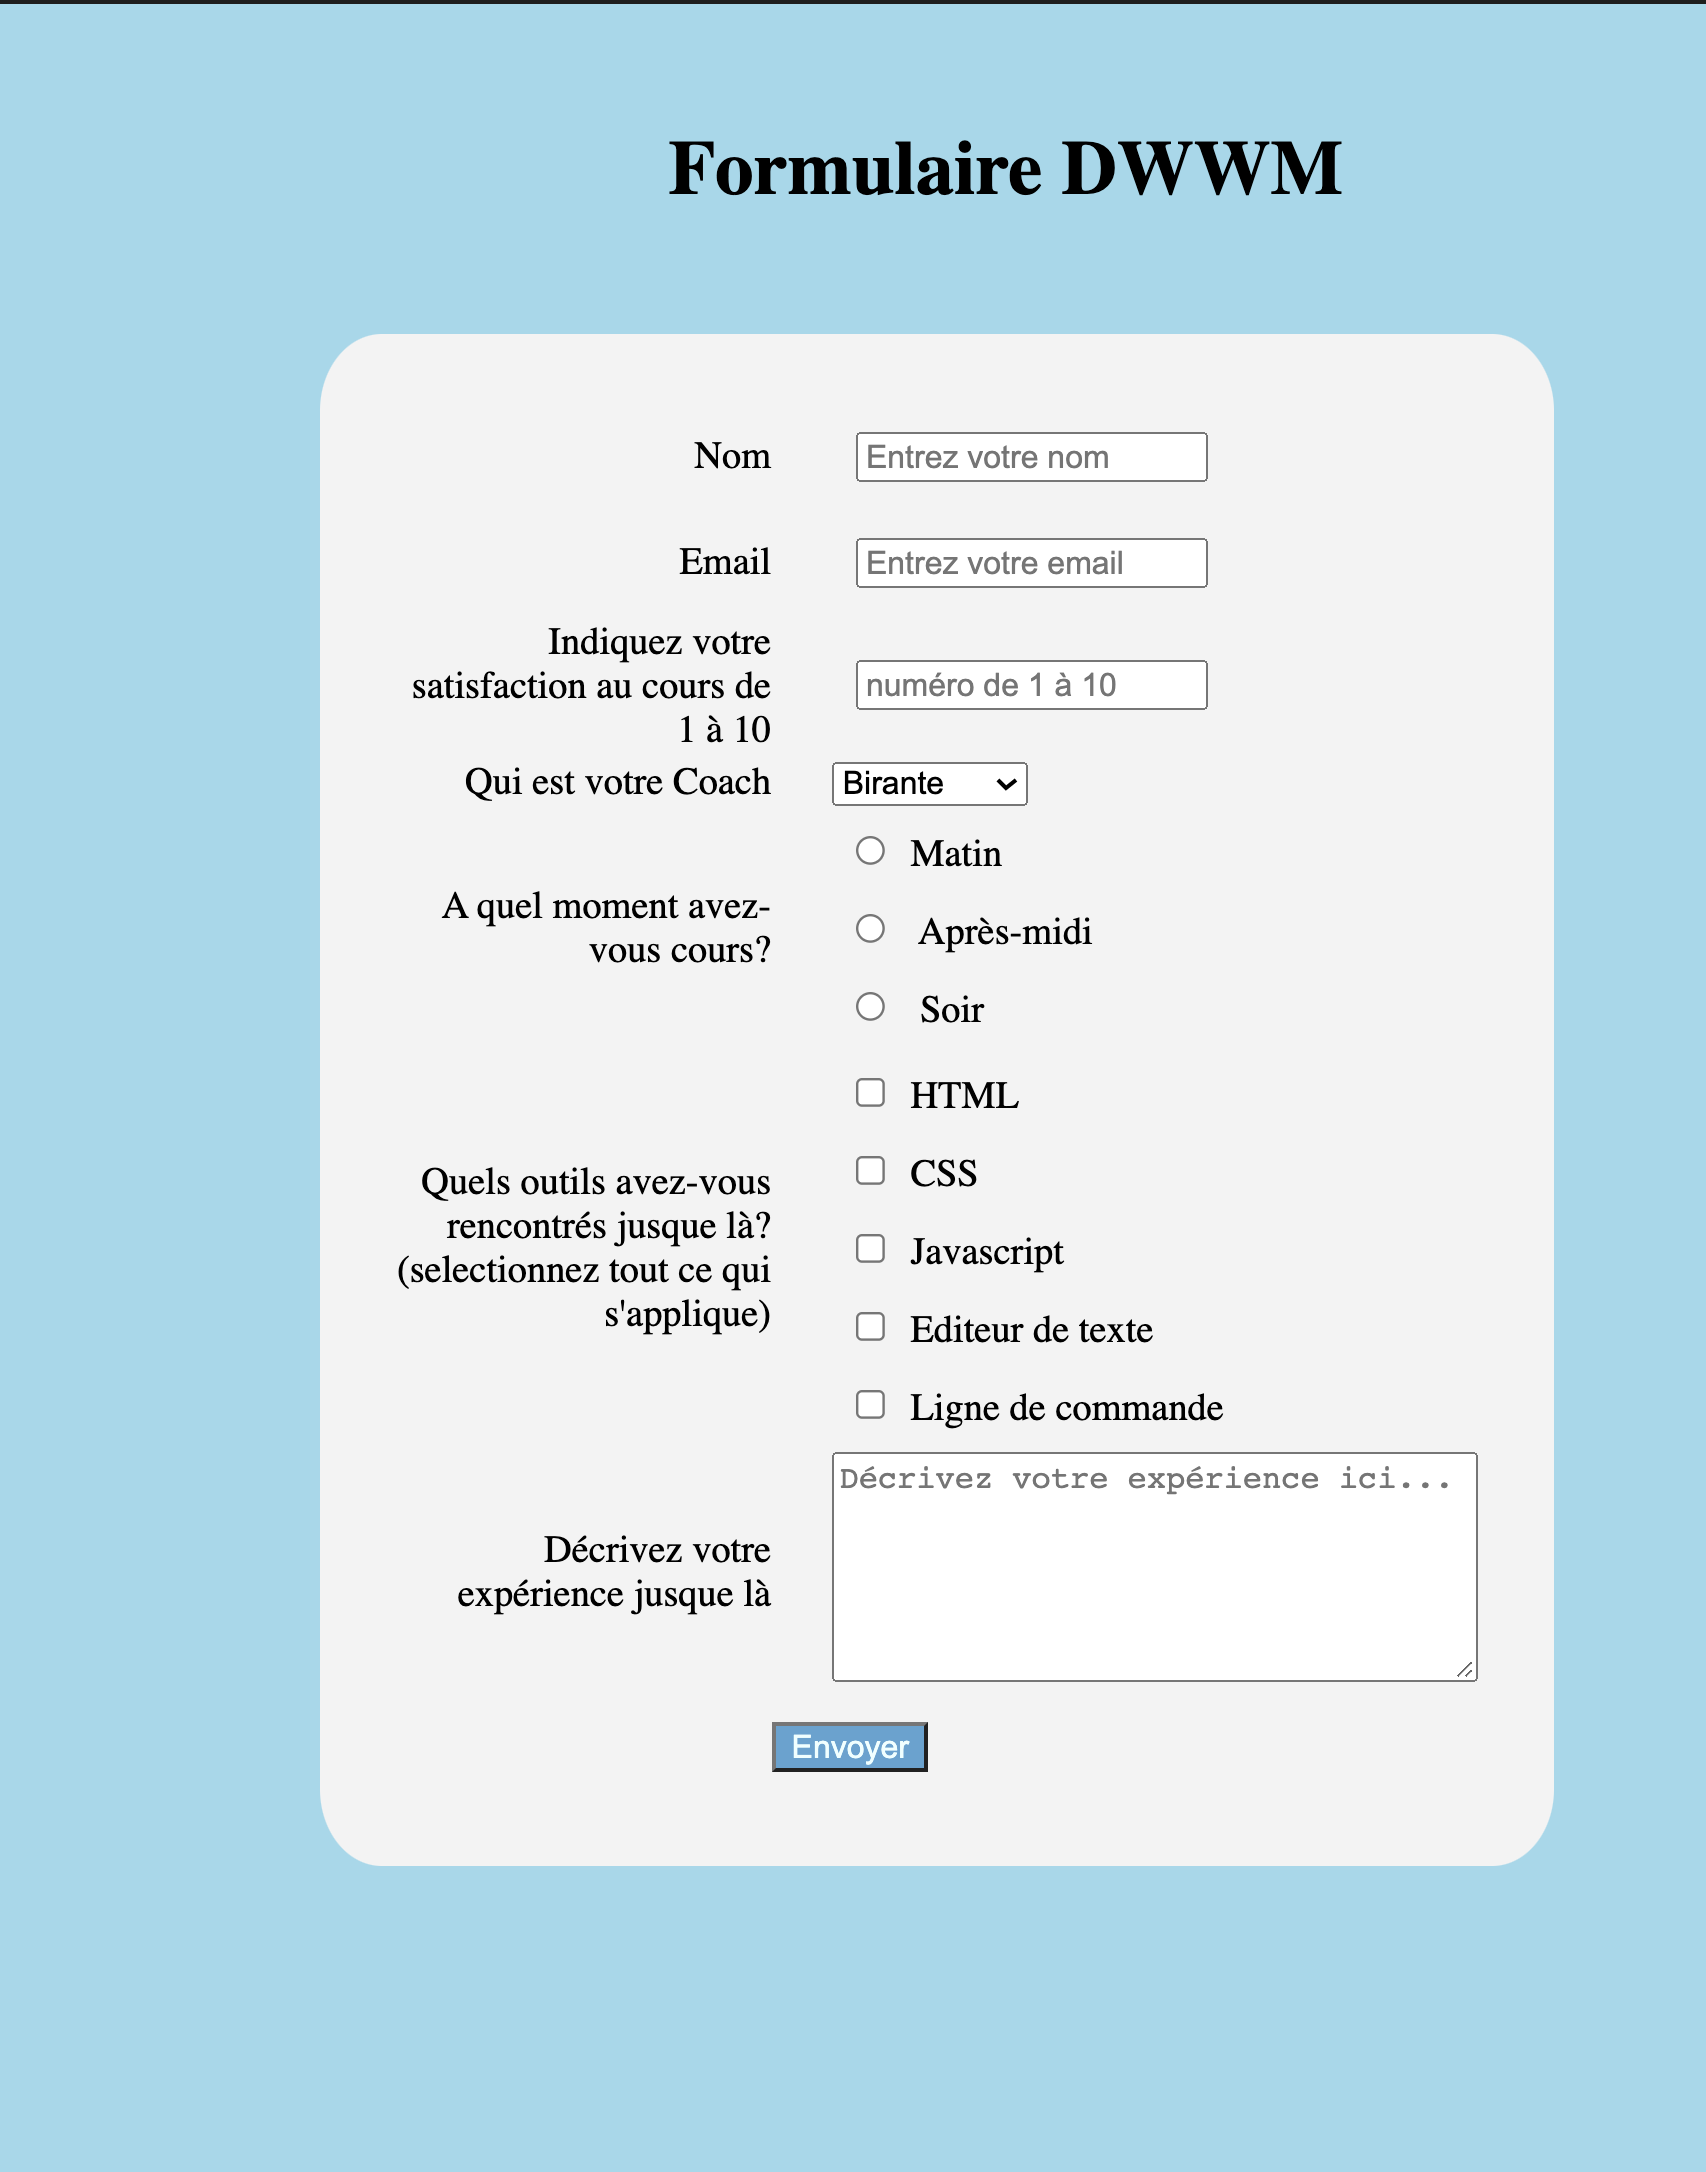 Formulaire DWWM
Nom
Entrez votre nom
Email
Entrez votre email
Indiquez votre
satisfaction au cours de
1 à 10
numéro de 1 à 10
Qui est votre Coach
Birante
A quel moment avez-
vous cours?
Matin
Après-midi
Soir
Quels outils avez-vous
rencontrés jusque là?
(selectionnez tout ce qui
s'applique)
HTML
CSS
Javascript
Editeur de texte
Ligne de commande
Décrivez votre
expérience jusque là
Décrivez votre expérience ici...
Envoyer